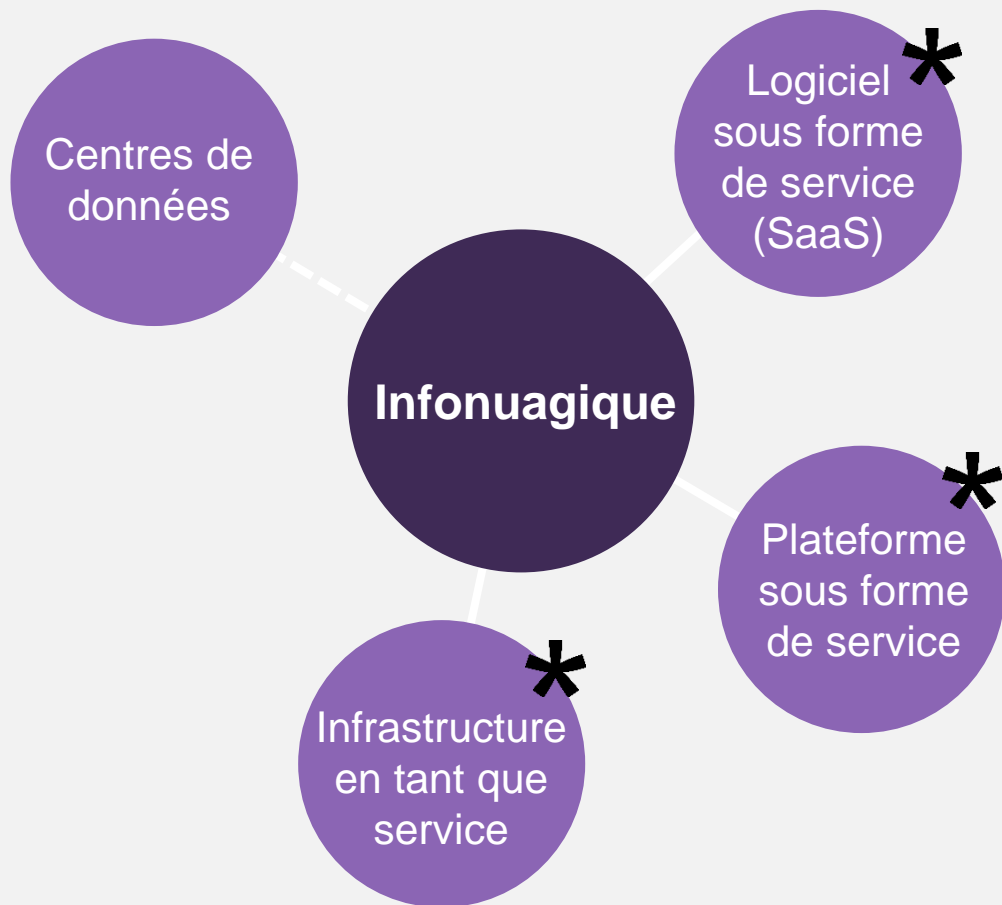 Centres de
données
*
Logiciel
sous forme
de service
(SaaS)
Infonuagique
*
Plateforme
sous forme
de service
*
Infrastructure
en tant que
service